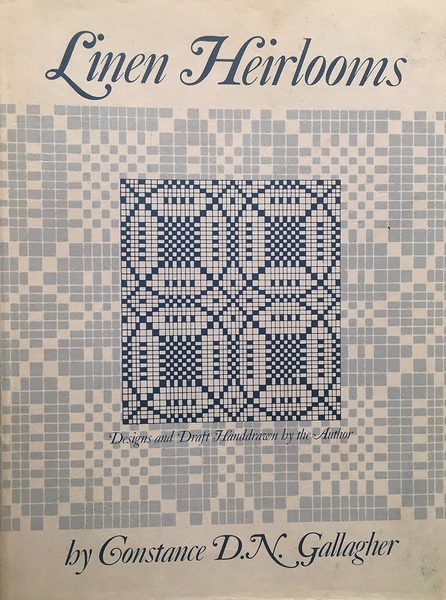 Linen Heirlooms
Designs and Draft Handdrawn by the Author
by Constance D.N. Gallagher